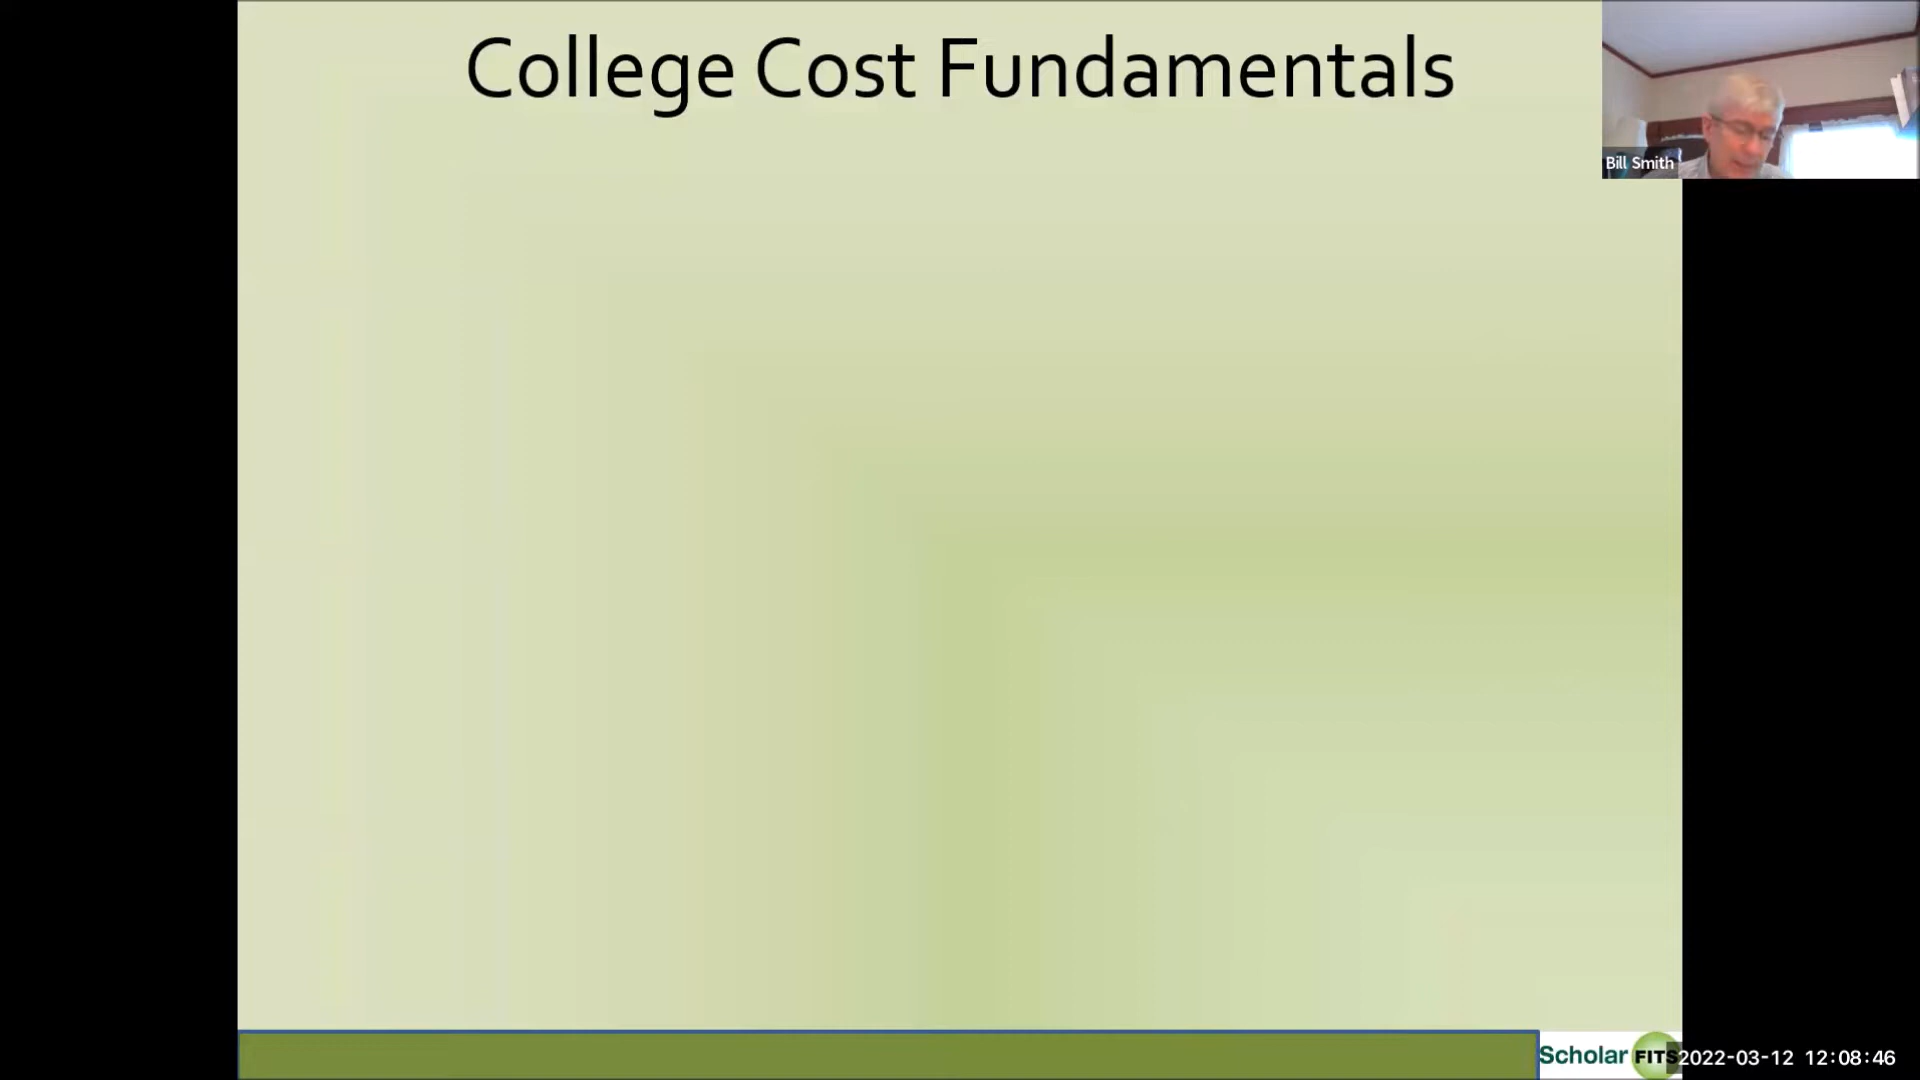 College Cost Fundamentals
Bill Smith
Scholar FITS
2022-03-12 12:08:46